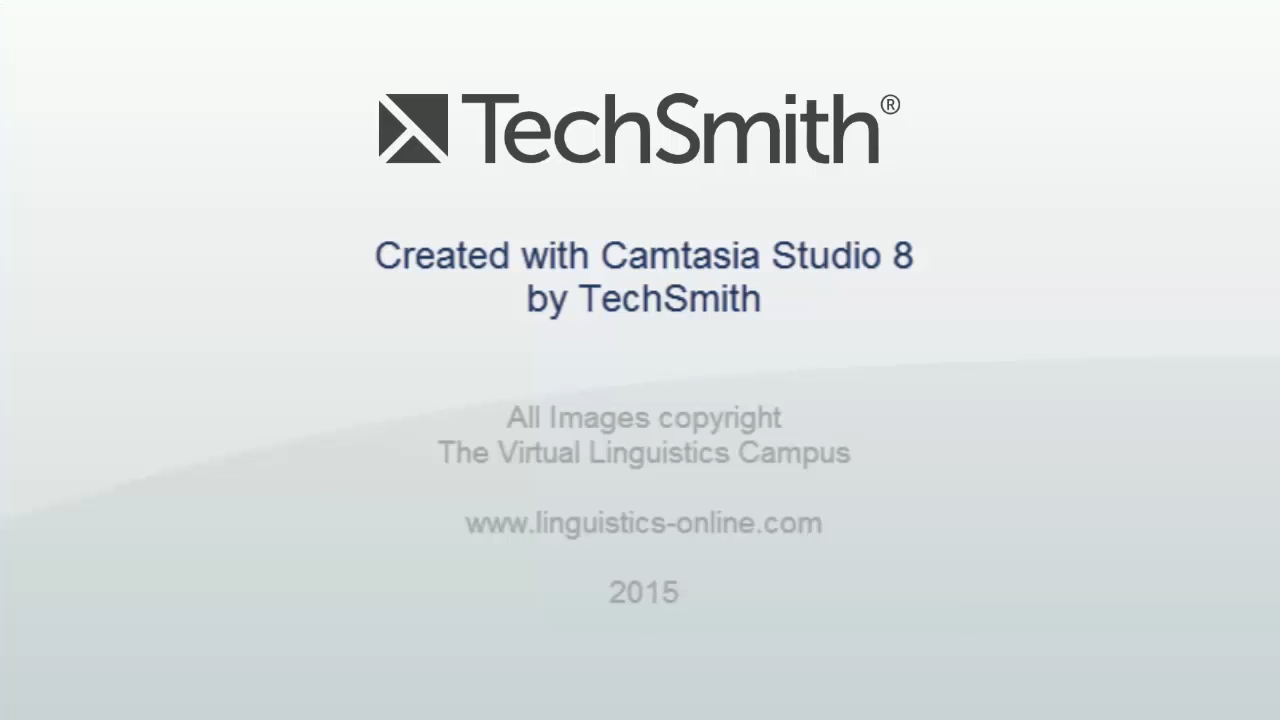 TechSmith®
Created with Camtasia Studio 8
by TechSmith
All Images copyright
The Virtual Linguistics Campus
www.linguistics-online.com
2015